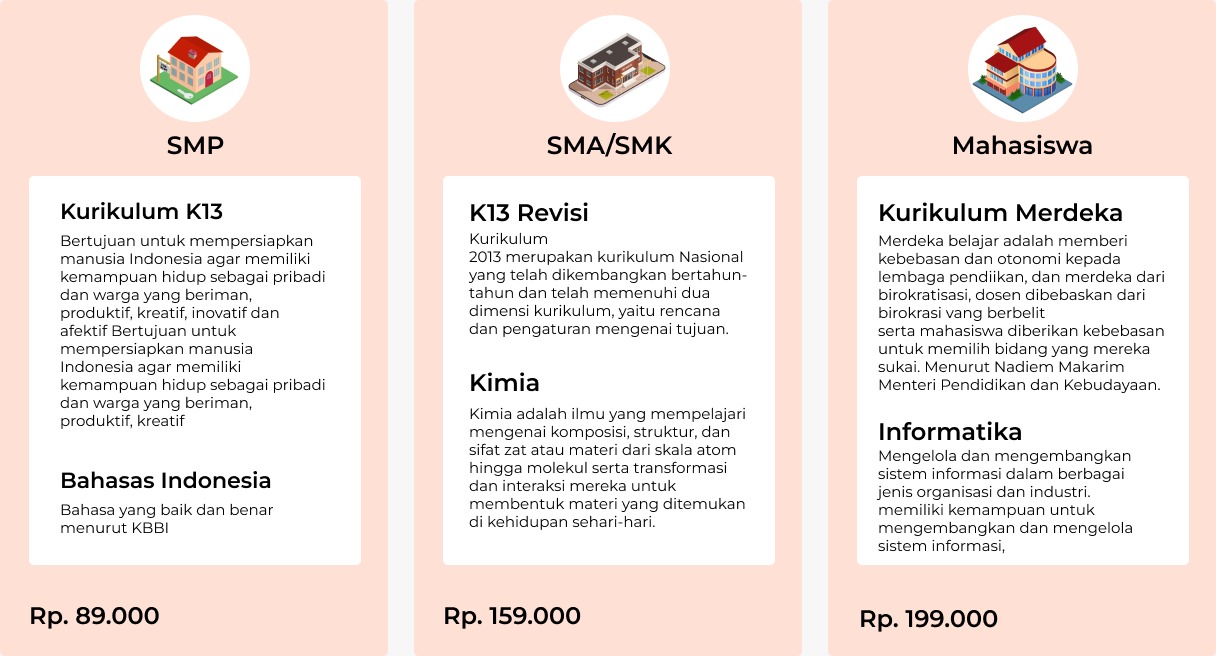 SMP
Kurikulum K13
Bertujuan untuk mempersiapkan
manusia Indonesia agar memiliki
kemampuan hidup sebagai pribadi
dan warga yang beriman,
produktif, kreatif, inovatif dan
afektif Bertujuan untuk
mempersiapkan manusia
Indonesia agar memiliki
kemampuan hidup sebagai pribadi
dan warga yang beriman,
produktif, kreatif
Bahasas Indonesia
Bahasa yang baik dan benar
menurut KBBI
Rp. 89.000
SMA/SMK
K13 Revisi
Kurikulum
2013 merupakan kurikulum Nasional
yang telah dikembangkan bertahun-
tahun dan telah memenuhi dua
dimensi kurikulum, yaitu rencana
dan pengaturan mengenai tujuan.
Kimia
Kimia adalah ilmu yang mempelajari
mengenai komposisi, struktur, dan
sifat zat atau materi dari skala atom
hingga molekul serta transformasi
dan interaksi mereka untuk
membentuk materi yang ditemukan
di kehidupan sehari-hari.
Rp. 159.000
Mahasiswa
Kurikulum Merdeka
Merdeka belajar adalah memberi
kebebasan dan otonomi kepada
lembaga pendiikan, dan merdeka dari
birokratisasi, dosen dibebaskan dari
birokrasi vang berbelit
serta mahasiswa diberikan kebebasan
untuk memilih bidang yang mereka
sukai. Menurut Nadiem Makarim
Menteri Pendidikan dan Kebudayaan.
Informatika
Mengelola dan mengembangkan
sistem informasi dalam berbagai
jenis organisasi dan industri.
memiliki kemampuan untuk
mengembangkan dan mengelola
sistem informasi,
Rp. 199.000